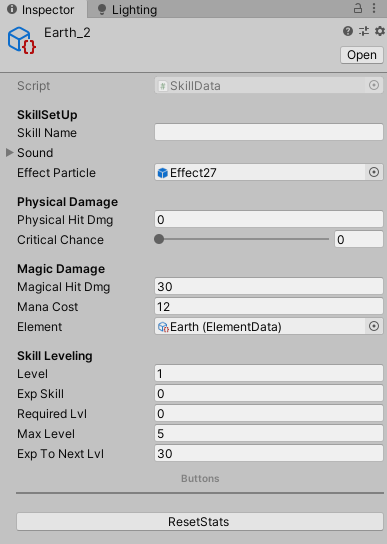 Inspector Lighting
Earth_2
Open
Script SkillData
SkillSetUp
Skill Name
Sound
Effect Particle Effect27
Physical Damage
Physical Hit Dmg 0
Critical Chance 0
Magic Damage
Magical Hit Dmg 30
Mana Cost 12
Element Earth (ElementData)
Skill Leveling
Level 1
Exp Skill 0
Required Lvl 0
Max Level 5
Exp To Next Lvl 30
Buttons
ResetStats